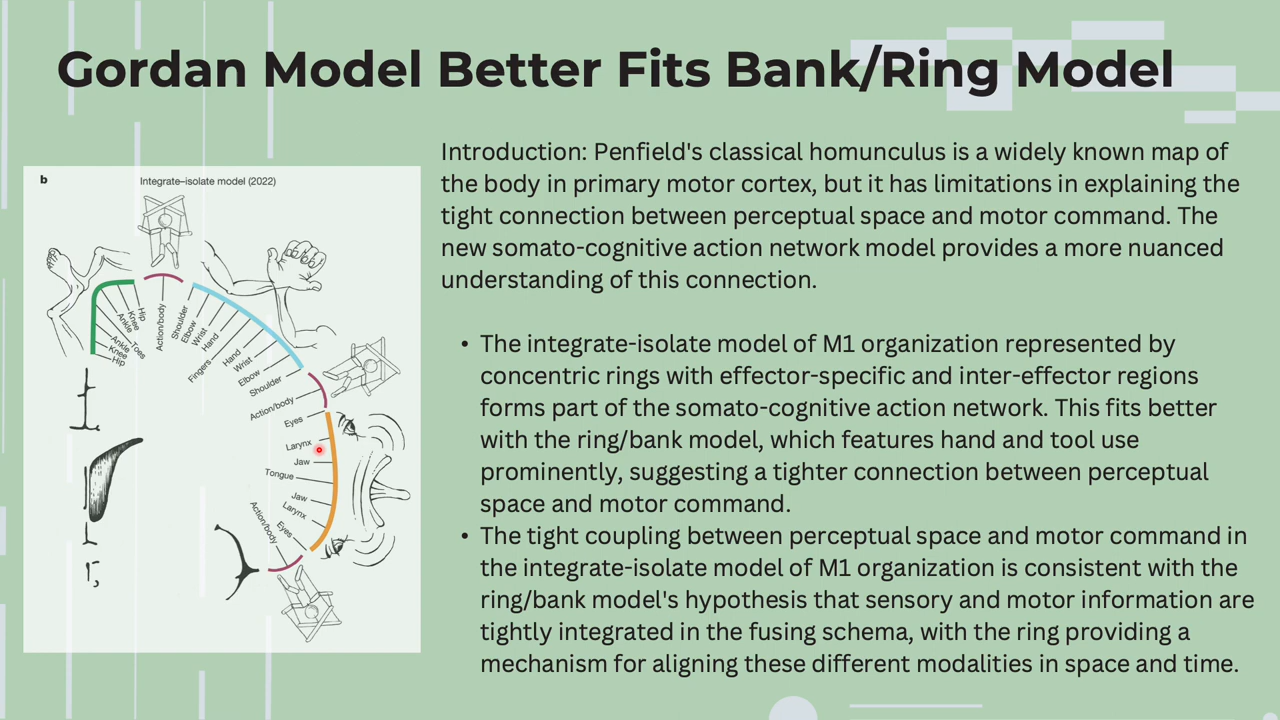 Gordan Model Better Fits Bank/Ring Model
Introduction: Penfield's classical homunculus is a widely known map of
the body in primary motor cortex, but it has limitations in explaining the
tight connection between perceptual space and motor command. The
new somato-cognitive action network model provides a more nuanced
understanding of this connection.
• The integrate-isolate model of M1 organization represented by
concentric rings with effector-specific and inter-effector regions
forms part of the somato-cognitive action network. This fits better
with the ring/bank model, which features hand and tool use
prominently, suggesting a tighter connection between perceptual
space and motor command.
• The tight coupling between perceptual space and motor command in
the integrate-isolate model of M1 organization is consistent with the
ring/bank model's hypothesis that sensory and motor information are
tightly integrated in the fusing schema, with the ring providing a
mechanism for aligning these different modalities in space and time.
b
Integrate–isolate model (2022)
Hip
Knee
Ankle
Toes
Ankle
Knee
Hip
Action/body
Shoulder
Elbow
Wrist
Hand
Fingers
Hand
Wrist
Elbow
Shoulder
Action/body
Eyes
Larynx
Jaw
Tongue
Jaw
Larynx
Eyes
Action/body